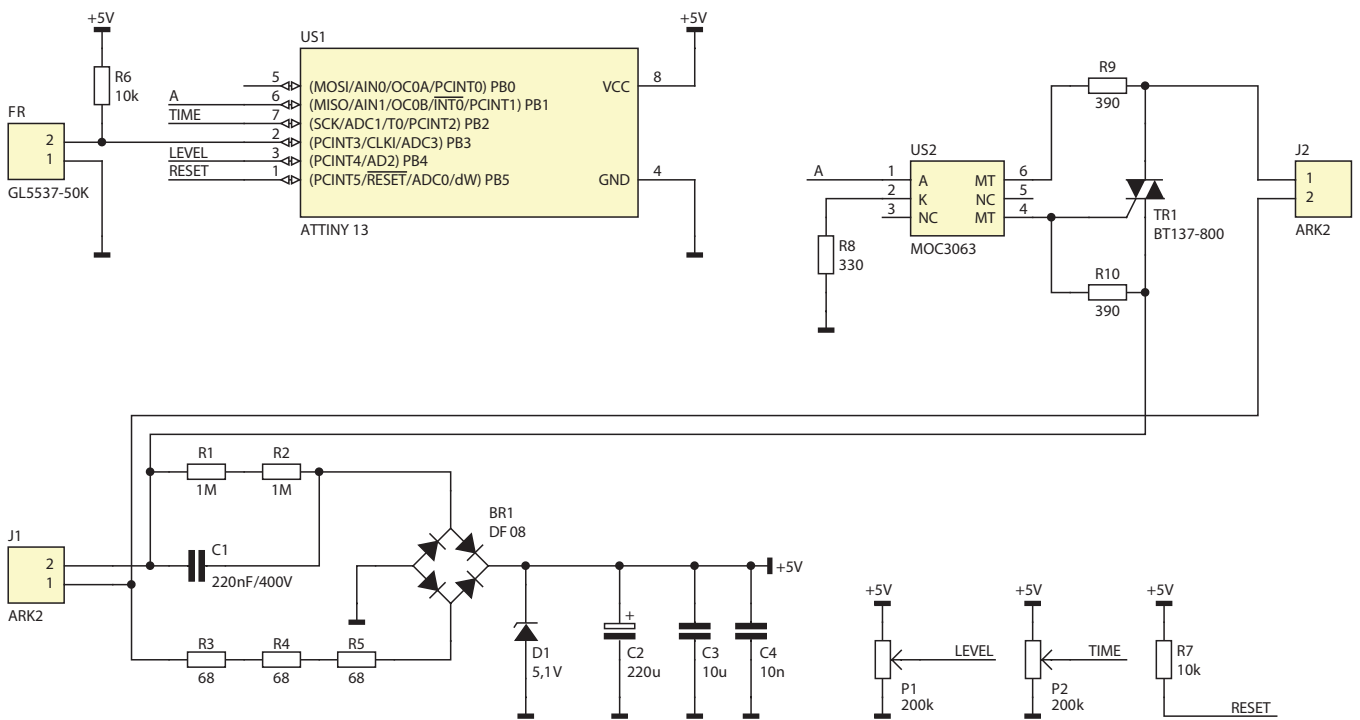 +5V
R6
10k
FR
2
1
GL5537-50K
A
TIME
LEVEL
RESET
US1
5 (MOSI/AIN0/OC0A/PCINT0) PB0
6 (MISO/AIN1/OC0B/INT0/PCINT1) PB1
7 (SCK/ADC1/T0/PCINT2) PB2
2 (PCINT3/CLKI/ADC3) PB3
3 (PCINT4/AD2) PB4
1 (PCINT5/RESET/ADC0/dW) PB5
VCC 8
GND 4
ATTINY 13
+5V
A
US2
1 A MT 6
2 K NC 5
3 NC MT 4
MOC3063
R8
330
R9
390
TR1
BT137-800
R10
390
J2
1
2
ARK2
J1
2
1
ARK2
R1
1M
R2
1M
C1
220nF/400V
R3
68
R4
68
R5
68
BR1
DF 08
+5V
D1
5,1V
+
C2
220u
C3
10u
C4
10n
+5V
LEVEL
P1
200k
+5V
TIME
P2
200k
+5V
R7
10k
RESET